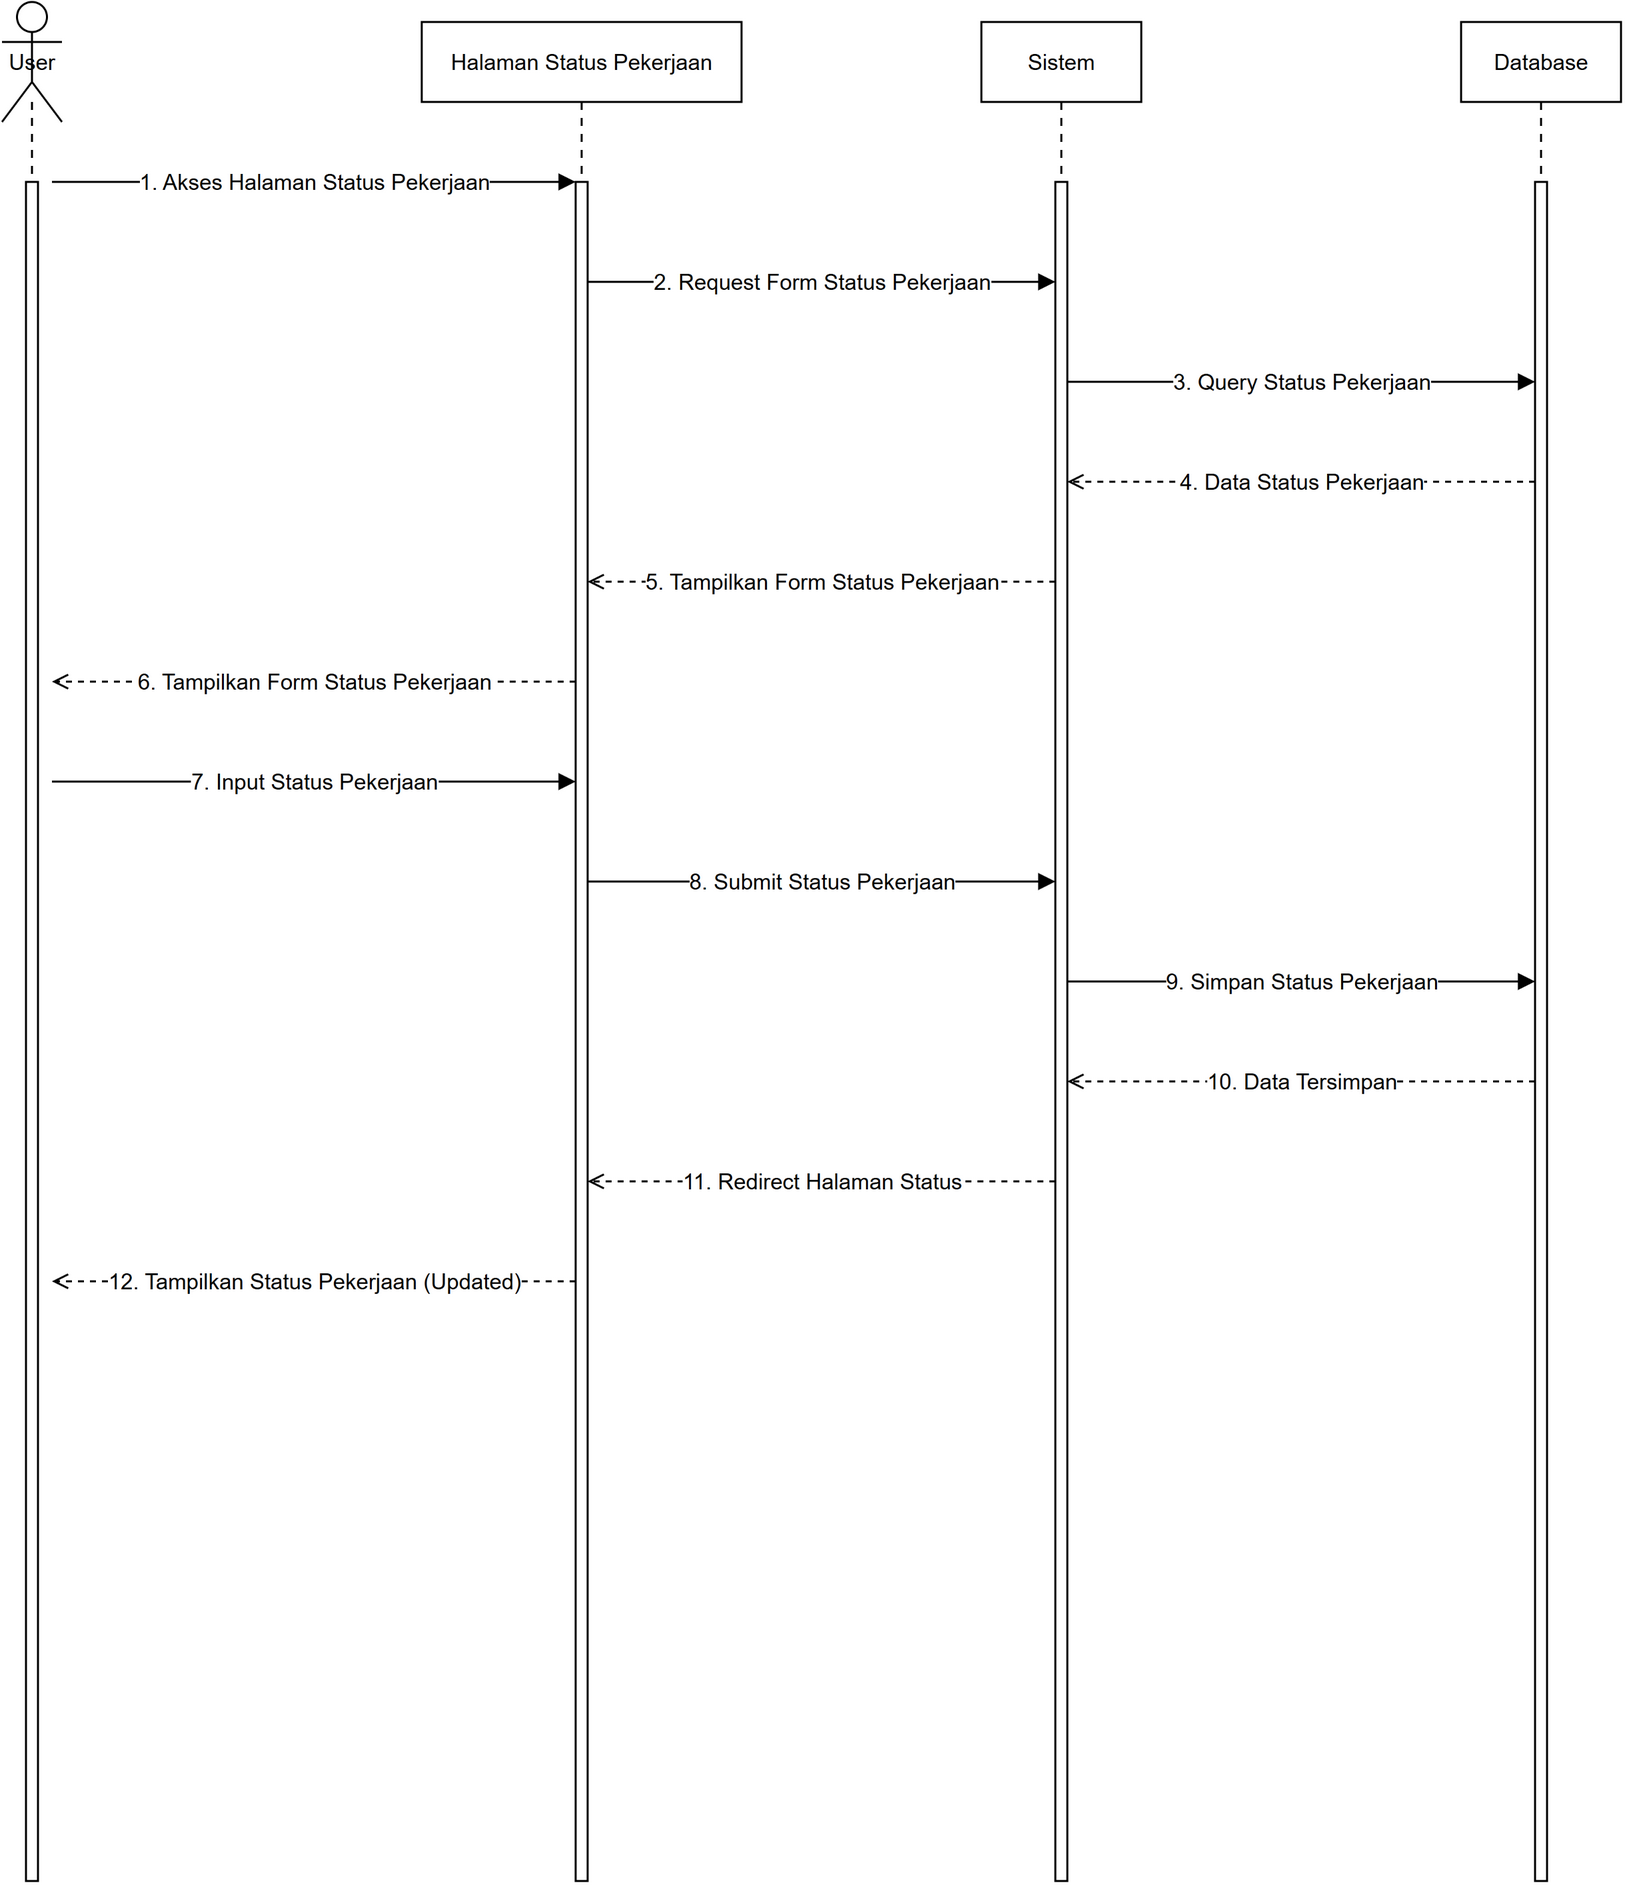 User
Halaman Status Pekerjaan
Sistem
Database
1. Akses Halaman Status Pekerjaan
2. Request Form Status Pekerjaan
3. Query Status Pekerjaan
4. Data Status Pekerjaan
5. Tampilkan Form Status Pekerjaan
6. Tampilkan Form Status Pekerjaan
7. Input Status Pekerjaan
8. Submit Status Pekerjaan
9. Simpan Status Pekerjaan
10. Data Tersimpan
11. Redirect Halaman Status
12. Tampilkan Status Pekerjaan (Updated)